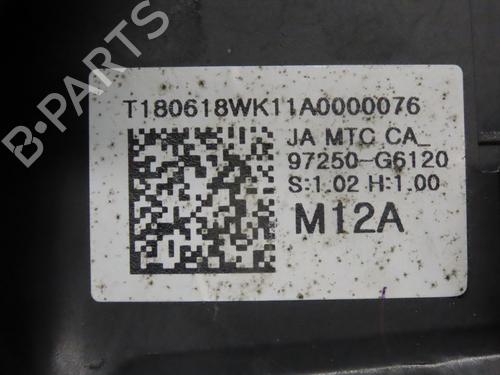 B-PARTS
T180618WK11A0000076
JA MTC CA_
97250-G6120
S:1.02 H:1.00
M12A